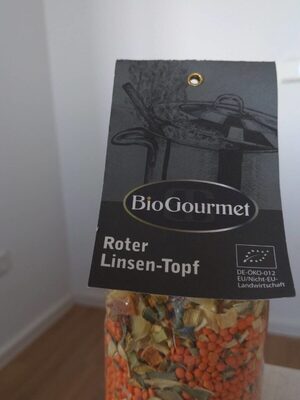 BioGourmet
Roter
Linsen-Topf
DE-ÖKO-012
EU/Nicht-EU-
Landwirtschaft